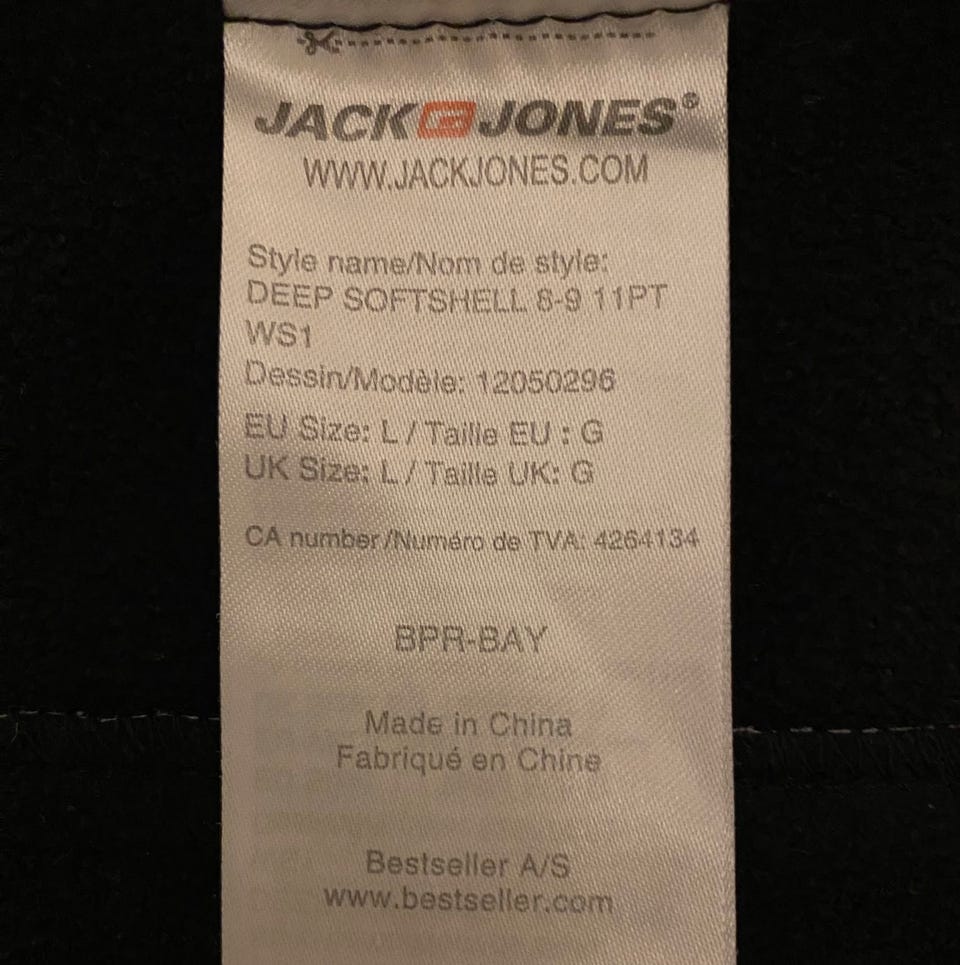 JACK JONES®
WWW.JACKJONES.COM
Style name/Nom de style:
DEEP SOFTSHELL 8-9 11PT
WS1
Dessin/Modèle: 12050296
EU Size: L / Taille EU : G
UK Size: L / Taille UK: G
CA number/Numéro de TVA: 4264134
BPR-BAY
Made in China
Fabriqué en Chine
Bestseller A/S
www.bestseller.com